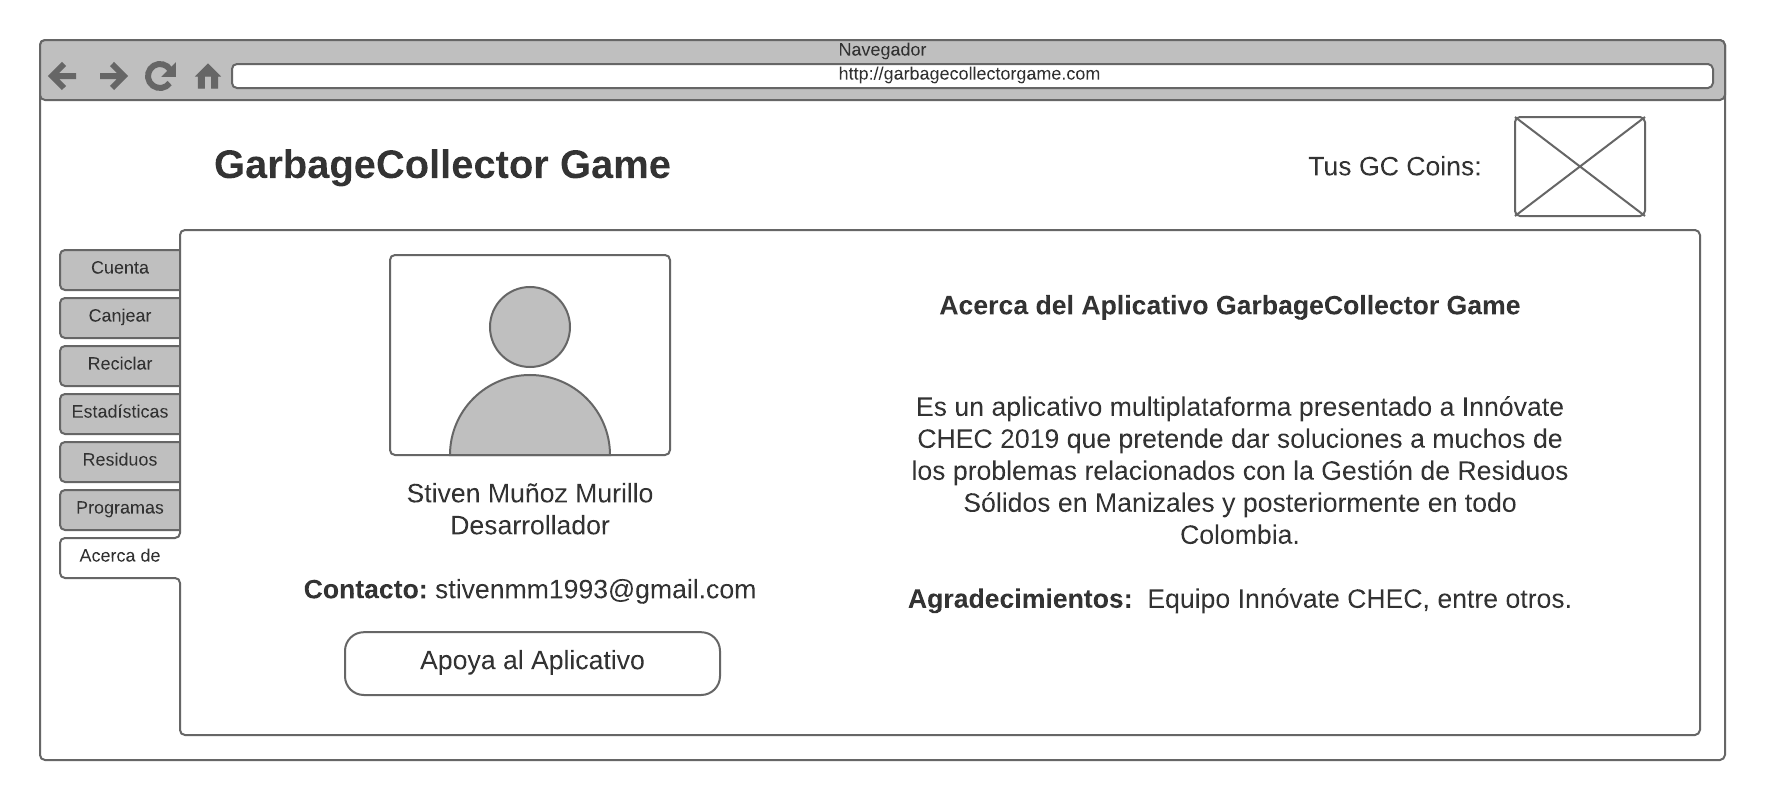 Navegador
http://garbagecollectorgame.com
GarbageCollector Game
Tus GC Coins:
Cuenta
Canjear
Reciclar
Estadísticas
Residuos
Programas
Acerca de
Stiven Muñoz Murillo
Desarrollador
Contacto: stivenmm1993@gmail.com
Apoya al Aplicativo
Acerca del Aplicativo GarbageCollector Game
Es un aplicativo multiplataforma presentado a Innóvate
CHEC 2019 que pretende dar soluciones a muchos de
los problemas relacionados con la Gestión de Residuos
Sólidos en Manizales y posteriormente en todo
Colombia.
Agradecimientos: Equipo Innóvate CHEC, entre otros.